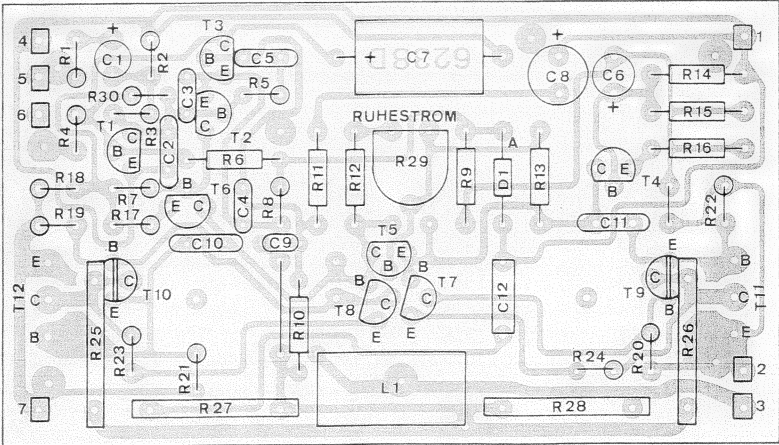 T3
4
R1
+
C1
R2
B
C
E
C5
+
C7
6238D
+
C8
C6
+
1
R14
5
R30
C3
R5
R15
6
R4
T1
R3
E
B
C
RUHESTROM
B
C
E
C2
T2
R6
R11
R12
R29
R9
A
D1
R13
R16
C
E
B
T4
R18
R7
B
E
C
T6
C4
R8
R22
R19
R17
C10
C9
T5
C
E
B
C11
E
B
E
B
T12
C
C
E
T10
B
C
T8
E
B
C
T7
E
C12
E
T9
C
B
C
T11
B
R25
R10
R26
E
R23
R21
L1
R24
R20
2
7
R27
R28
3